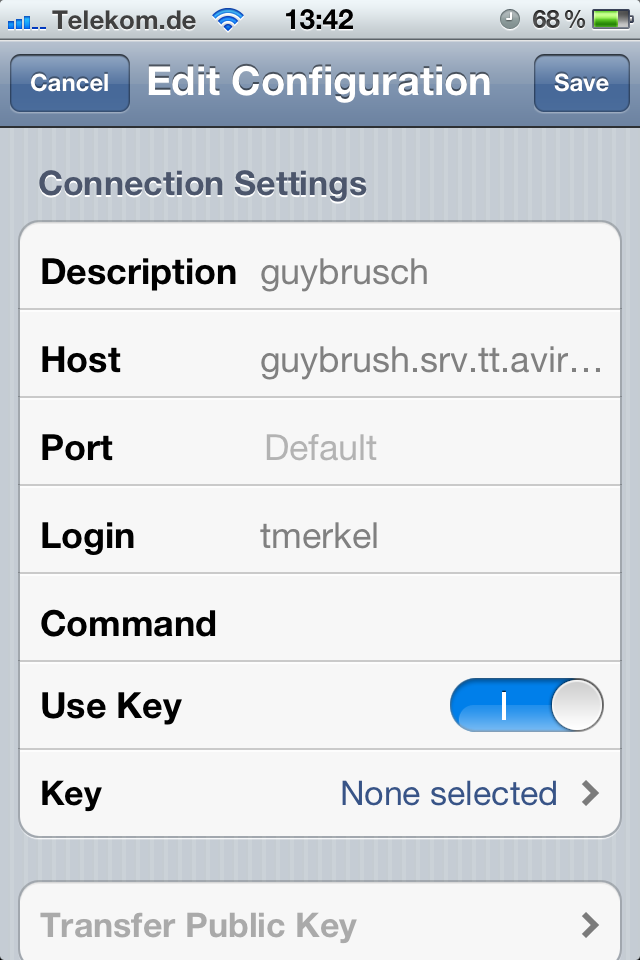 Telekom.de 13:42 68 %
Cancel Edit Configuration Save
Connection Settings
Description guybrusch
Host guybrush.srv.tt.avir...
Port Default
Login tmerkel
Command
Use Key
Key None selected
Transfer Public Key